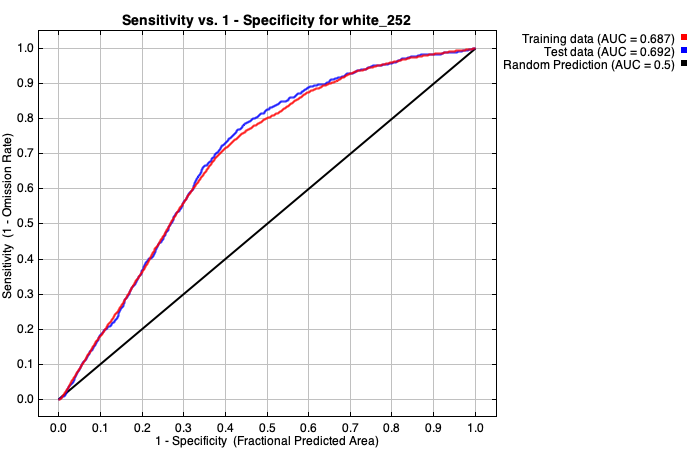 Sensitivity vs. 1 - Specificity for white_252
Training data (AUC = 0.687)
Test data (AUC = 0.692)
Random Prediction (AUC = 0.5)
Sensitivity (1 - Omission Rate)
1.0
0.9
0.8
0.7
0.6
0.5
0.4
0.3
0.2
0.1
0.0
0.0 0.1 0.2 0.3 0.4 0.5 0.6 0.7 0.8 0.9 1.0
1 - Specificity (Fractional Predicted Area)